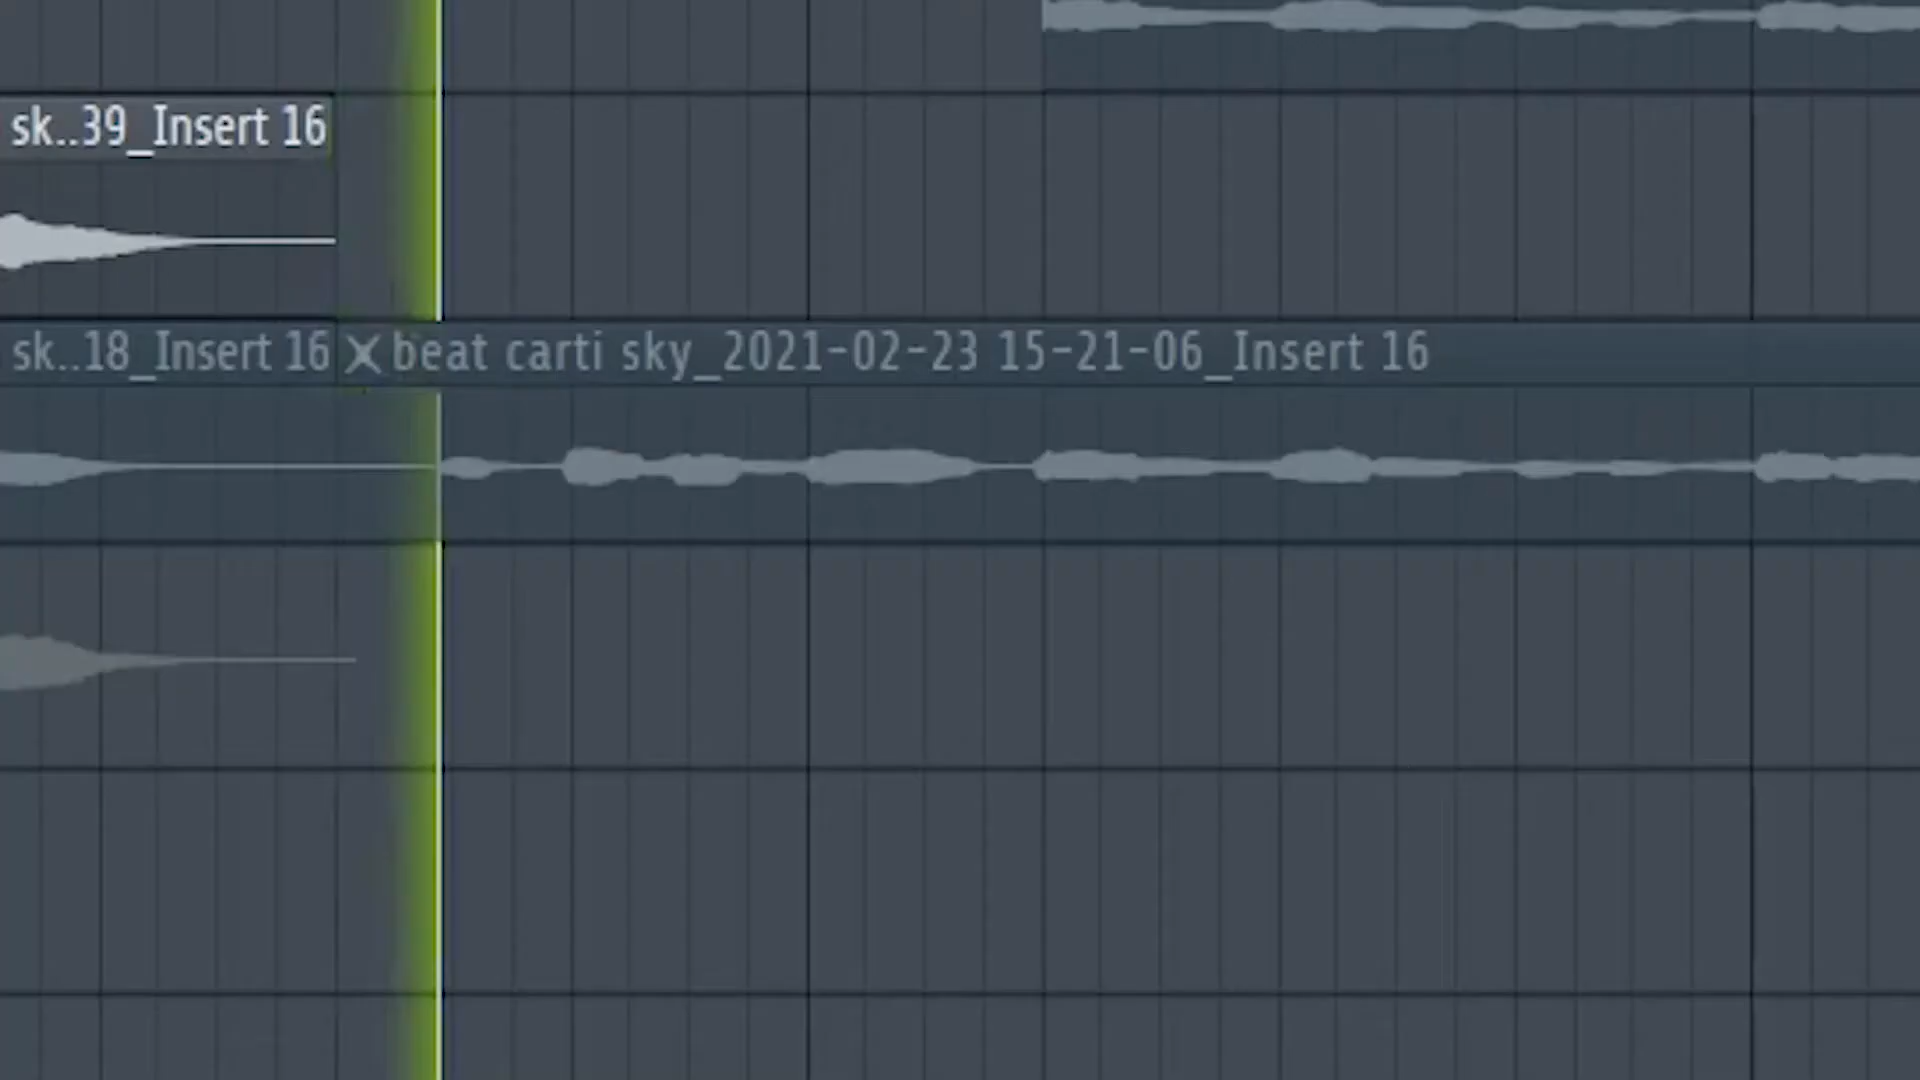 sk..39_Insert 16
sk..18_Insert 16 beat carti sky_2021-02-23 15-21-06_Insert 16